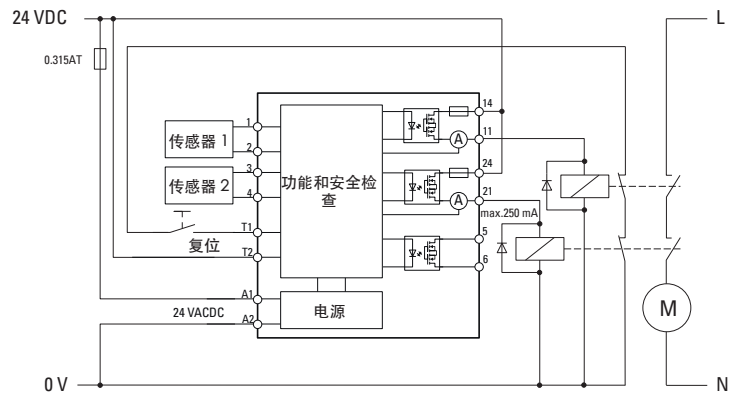 24 VDC
L
0.315AT
14
1
传感器 1
A
11
2
3
24
传感器 2
功能和安全检
查
4
A
21
max.250 mA
T1
5
复位
T2
6
A1
电源
24 VACDC
A2
M
0 V
N